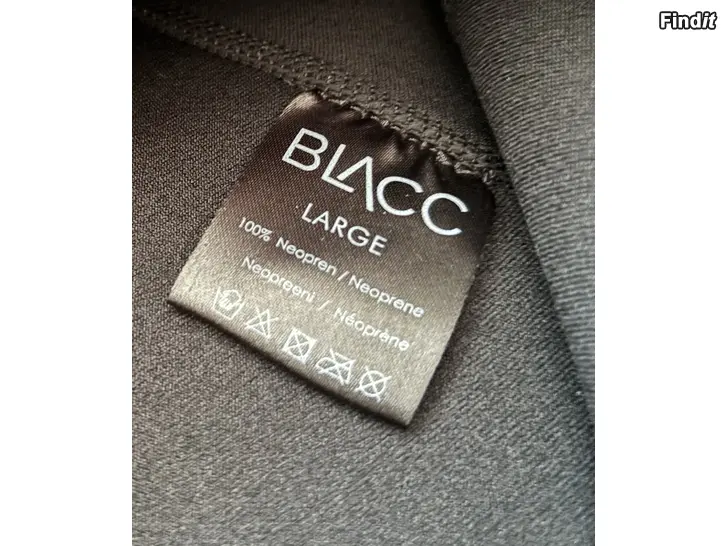 Findit
BLACC
LARGE
100% Neopren / Neoprene
Neopreeni / Néoprène